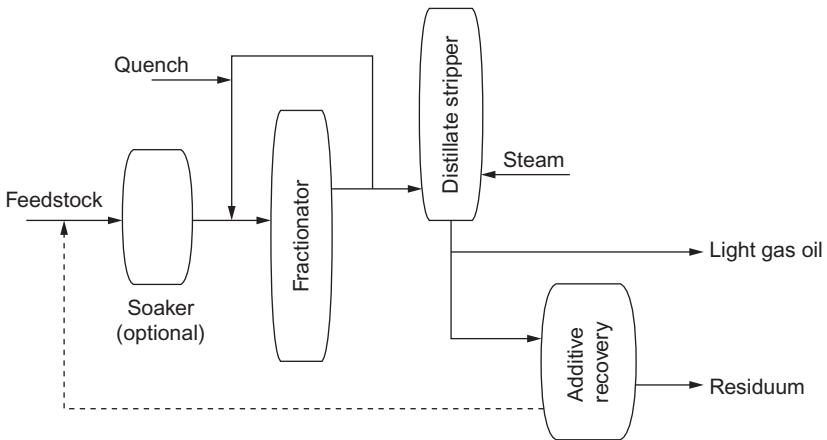 Quench
Distillate stripper
Steam
Feedstock
Fractionator
Light gas oil
Soaker
(optional)
Additive
recovery
Residuum